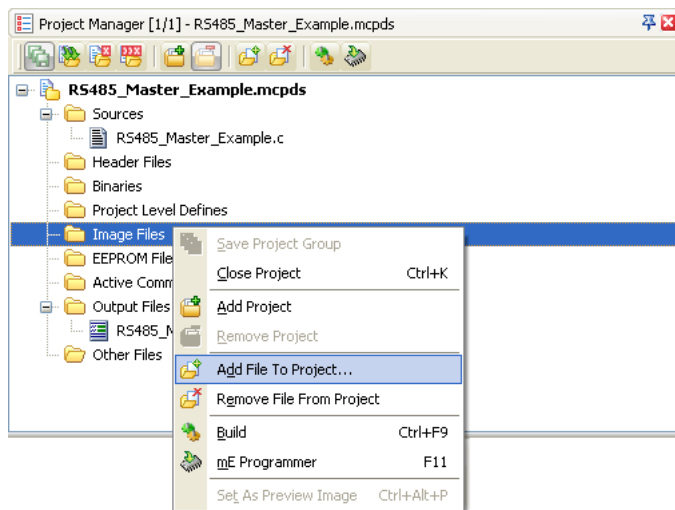 Project Manager [1/1] - RS485_Master_Example.mcpds
RS485_Master_Example.mcpds
Sources
RS485_Master_Example.c
Header Files
Binaries
Project Level Defines
Image Files
Save Project Group
EEPROM File
Close Project Ctrl+K
Active Comm
Output Files
Add Project
RS485_M
Remove Project
Other Files
Add File To Project...
Remove File From Project
Build Ctrl+F9
mE Programmer F11
Set As Preview Image Ctrl+Alt+P